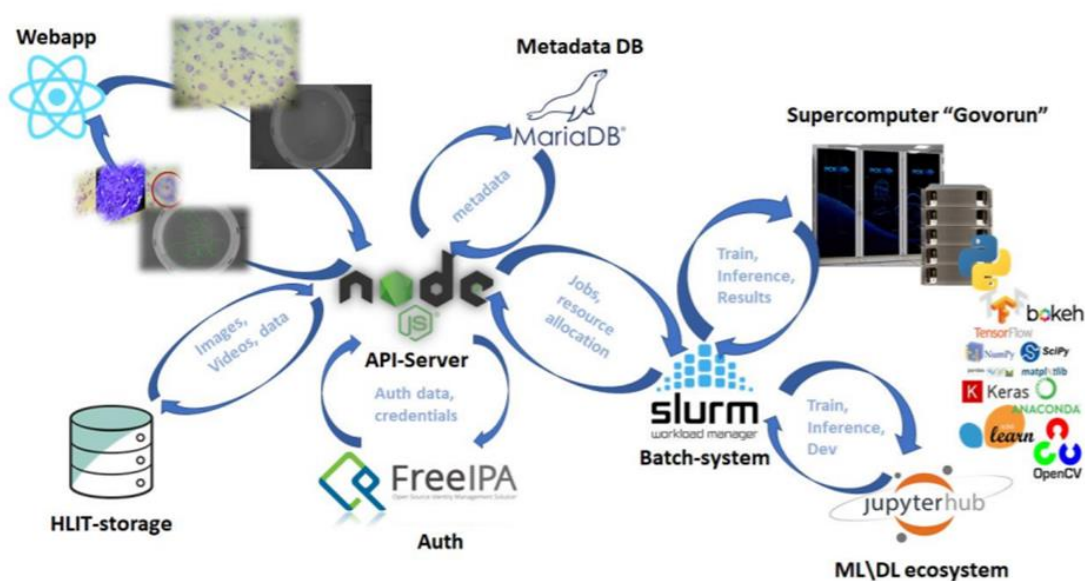 Webapp
Metadata DB
MariaDB®
Supercomputer "Govorun"
metadata
Train,
Inference,
Results
node
JS
API-Server
Images,
Videos, data
Jobs,
resource
allocation
Auth data,
credentials
bokeh
TensorFlow
NumPy
SciPy
matplotlib
Keras
ANACONDA
learn
OpenCV
slurm
workload manager
Batch-system
Train,
Inference,
Dev
HLIT-storage
FreeIPA
Open Source Identity Management Solution
Auth
jupyterhub
ML\DL ecosystem